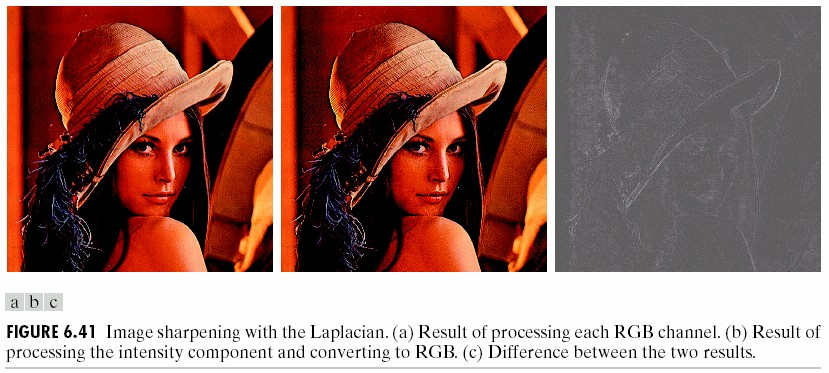 a b c
FIGURE 6.41 Image sharpening with the Laplacian. (a) Result of processing each RGB channel. (b) Result of
processing the intensity component and converting to RGB. (c) Difference between the two results.